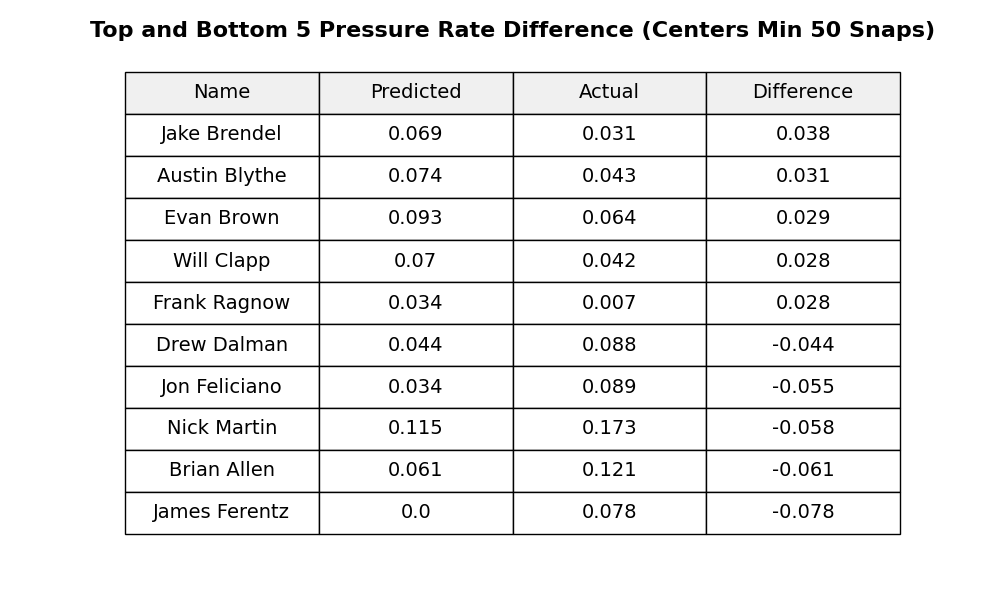 Top and Bottom 5 Pressure Rate Difference (Centers Min 50 Snaps)
Name Predicted Actual Difference
Jake Brendel 0.069 0.031 0.038
Austin Blythe 0.074 0.043 0.031
Evan Brown 0.093 0.064 0.029
Will Clapp 0.07 0.042 0.028
Frank Ragnow 0.034 0.007 0.028
Drew Dalman 0.044 0.088 -0.044
Jon Feliciano 0.034 0.089 -0.055
Nick Martin 0.115 0.173 -0.058
Brian Allen 0.061 0.121 -0.061
James Ferentz 0.0 0.078 -0.078